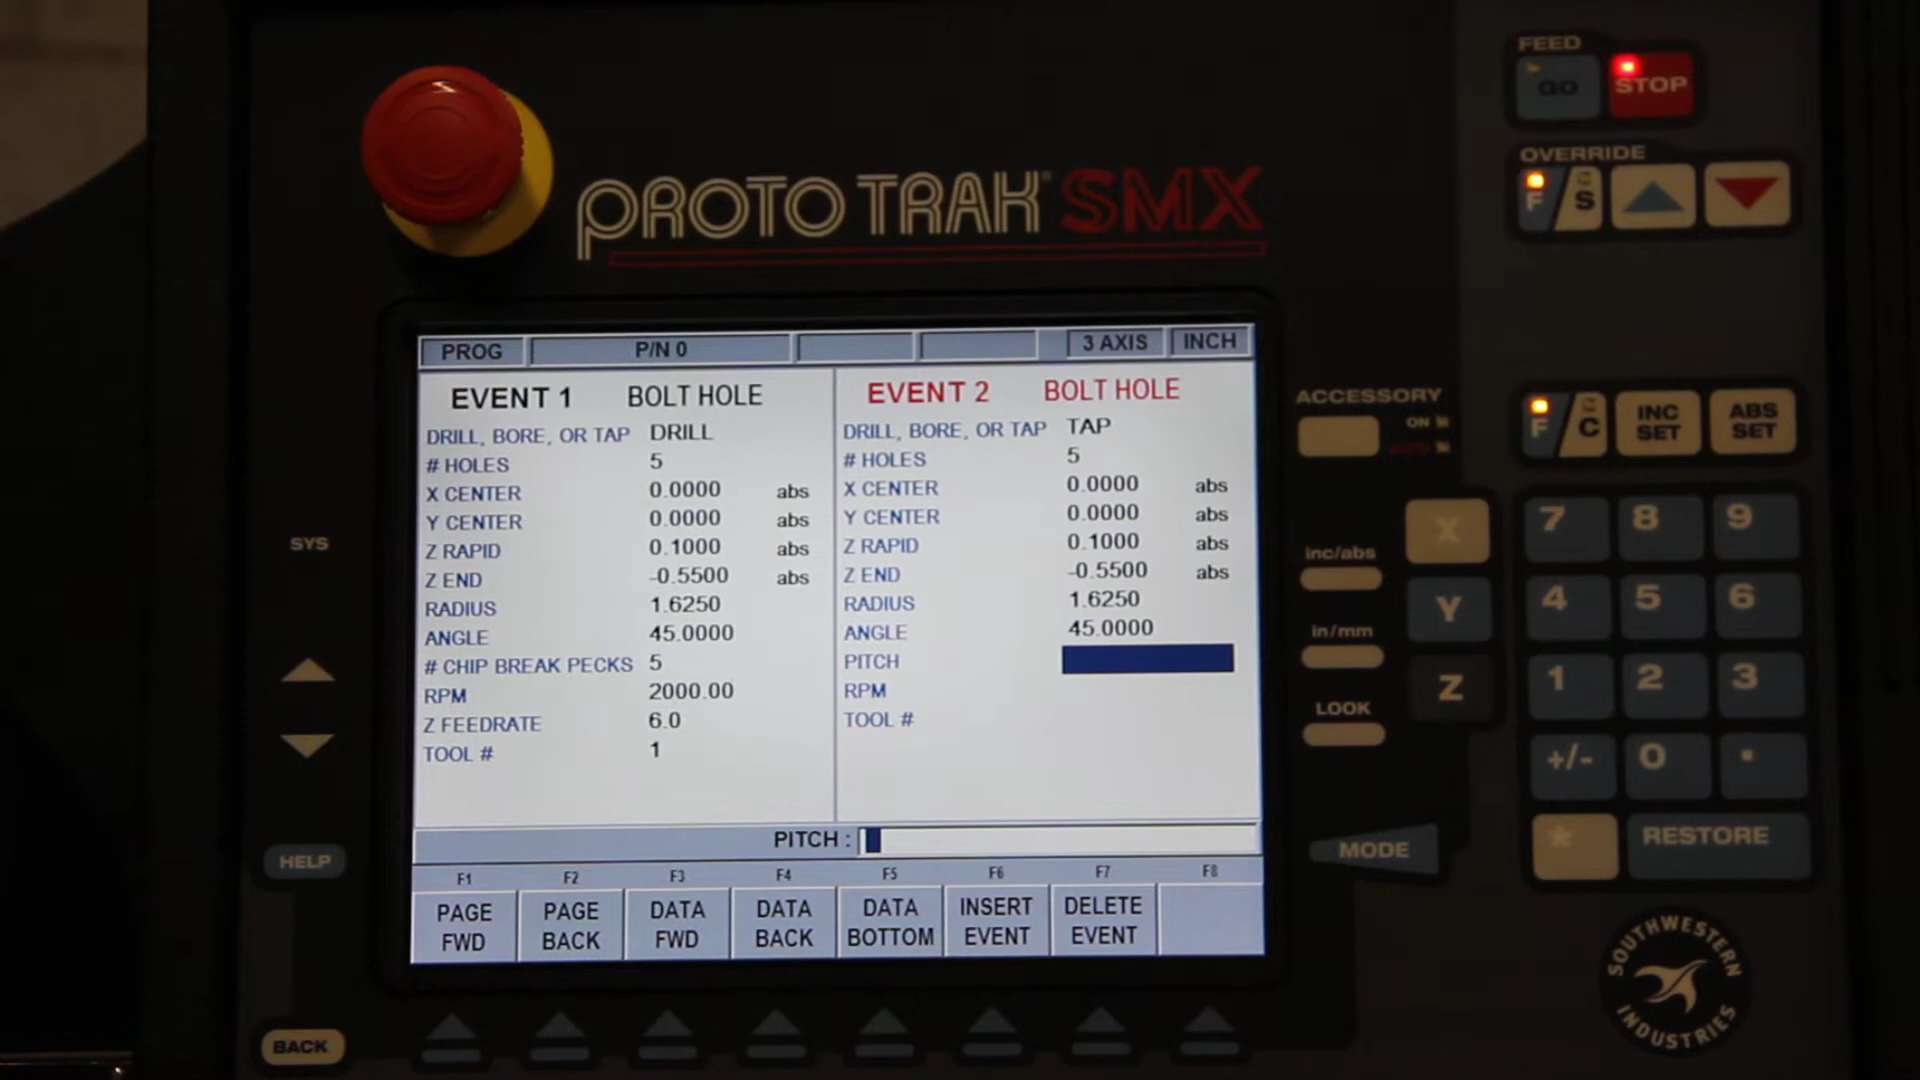 FEED
GO STOP
OVERRIDE
F S
PROTO TRAK® SMX
PROG P/N 0 3 AXIS INCH
EVENT 1 BOLT HOLE
DRILL, BORE, OR TAP DRILL
# HOLES 5
X CENTER 0.0000 abs
Y CENTER 0.0000 abs
Z RAPID 0.1000 abs
Z END -0.5500 abs
RADIUS 1.6250
ANGLE 45.0000
# CHIP BREAK PECKS 5
RPM 2000.00
Z FEEDRATE 6.0
TOOL # 1
EVENT 2 BOLT HOLE
DRILL, BORE, OR TAP TAP
# HOLES 5
X CENTER 0.0000 abs
Y CENTER 0.0000 abs
Z RAPID 0.1000 abs
Z END -0.5500 abs
RADIUS 1.6250
ANGLE 45.0000
PITCH
RPM
TOOL #
PITCH :
F1 F2 F3 F4 F5 F6 F7 F8
PAGE FWD
PAGE BACK
DATA FWD
DATA BACK
DATA BOTTOM
INSERT EVENT
DELETE EVENT
SYS
HELP
BACK
ACCESSORY
ON
F C
INC SET
ABS SET
inc/abs
in/mm
LOOK
MODE
X
Y
Z
7 8 9
4 5 6
1 2 3
+/- 0 .
* RESTORE
SOUTHWESTERN
INDUSTRIES